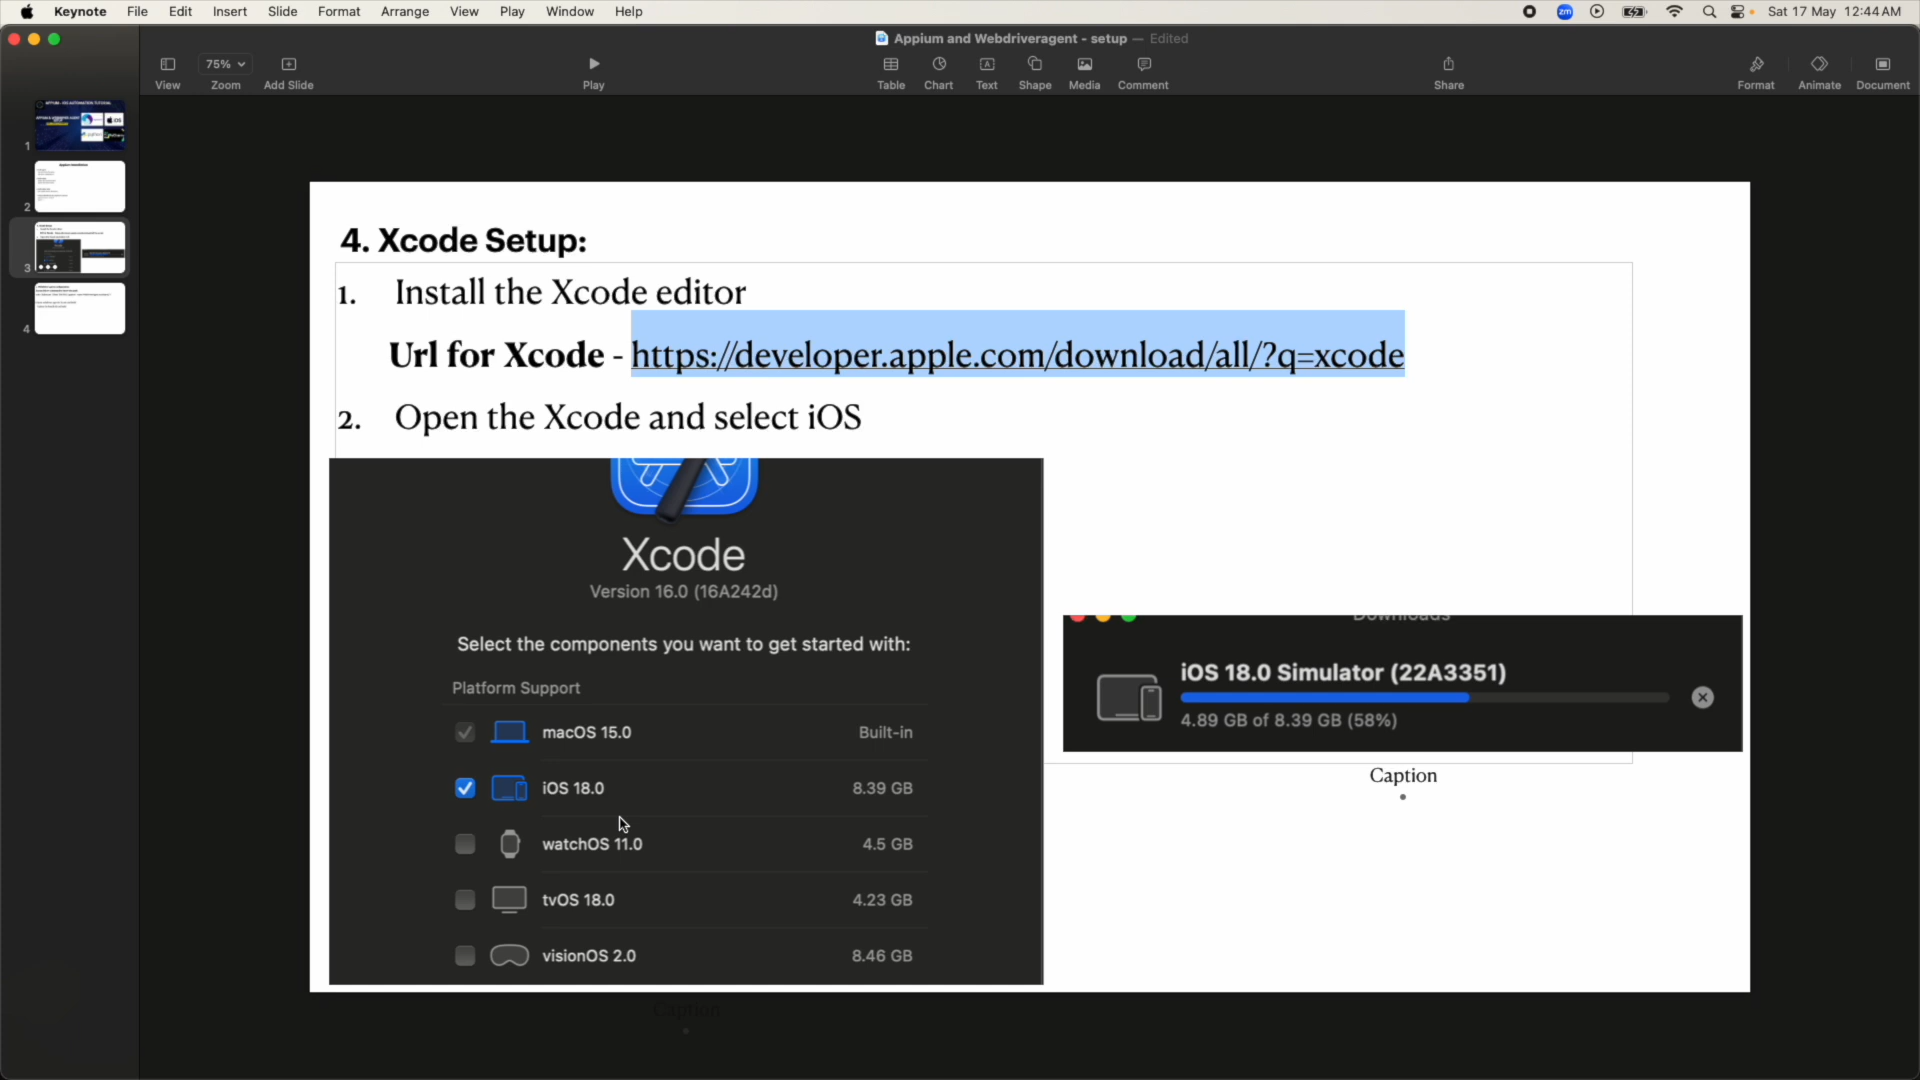 Keynote File Edit Insert Slide Format Arrange View Play Window Help
zm Sat 17 May 12:44 AM
Appium and Webdriveragent - setup — Edited
75%
View Zoom Add Slide Play Table Chart Text Shape Media Comment Share Format Animate Document
1
2
3
4
4. Xcode Setup:
1. Install the Xcode editor
Url for Xcode - https://developer.apple.com/download/all/?q=xcode
2. Open the Xcode and select iOS
Xcode
Version 16.0 (16A242d)
Select the components you want to get started with:
Platform Support
macOS 15.0 Built-in
iOS 18.0 8.39 GB
watchOS 11.0 4.5 GB
tvOS 18.0 4.23 GB
visionOS 2.0 8.46 GB
Downloads
iOS 18.0 Simulator (22A3351)
4.89 GB of 8.39 GB (58%)
Caption
Caption